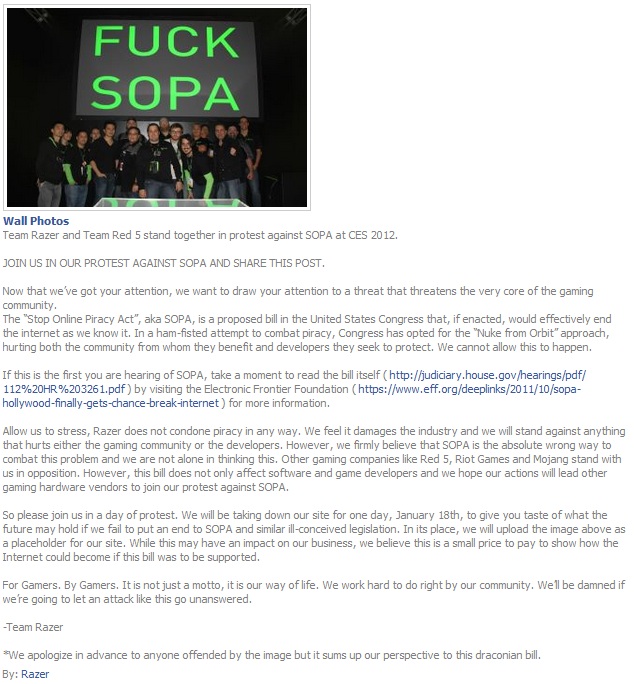 FUCK
SOPA
Wall Photos
Team Razer and Team Red 5 stand together in protest against SOPA at CES 2012.
JOIN US IN OUR PROTEST AGAINST SOPA AND SHARE THIS POST.
Now that we've got your attention, we want to draw your attention to a threat that threatens the very core of the gaming
community.
The "Stop Online Piracy Act", aka SOPA, is a proposed bill in the United States Congress that, if enacted, would effectively end
the internet as we know it. In a ham-fisted attempt to combat piracy, Congress has opted for the "Nuke from Orbit" approach,
hurting both the community from whom they benefit and developers they seek to protect. We cannot allow this to happen.
If this is the first you are hearing of SOPA, take a moment to read the bill itself ( http://judiciary.house.gov/hearings/pdf/
112%20HR%203261.pdf ) by visiting the Electronic Frontier Foundation ( https://www.eff.org/deeplinks/2011/10/sopa-
hollywood-finally-gets-chance-break-internet ) for more information.
Allow us to stress, Razer does not condone piracy in any way. We feel it damages the industry and we will stand against anything
that hurts either the gaming community or the developers. However, we firmly believe that SOPA is the absolute wrong way to
combat this problem and we are not alone in thinking this. Other gaming companies like Red 5, Riot Games and Mojang stand with
us in opposition. However, this bill does not only affect software and game developers and we hope our actions will lead other
gaming hardware vendors to join our protest against SOPA.
So please join us in a day of protest. We will be taking down our site for one day, January 18th, to give you taste of what the
future may hold if we fail to put an end to SOPA and similar ill-conceived legislation. In its place, we will upload the image above as
a placeholder for our site. While this may have an impact on our business, we believe this is a small price to pay to show how the
Internet could become if this bill was to be supported.
For Gamers. By Gamers. It is not just a motto, it is our way of life. We work hard to do right by our community. We'll be damned if
we're going to let an attack like this go unanswered.
-Team Razer
*We apologize in advance to anyone offended by the image but it sums up our perspective to this draconian bill.
By: Razer